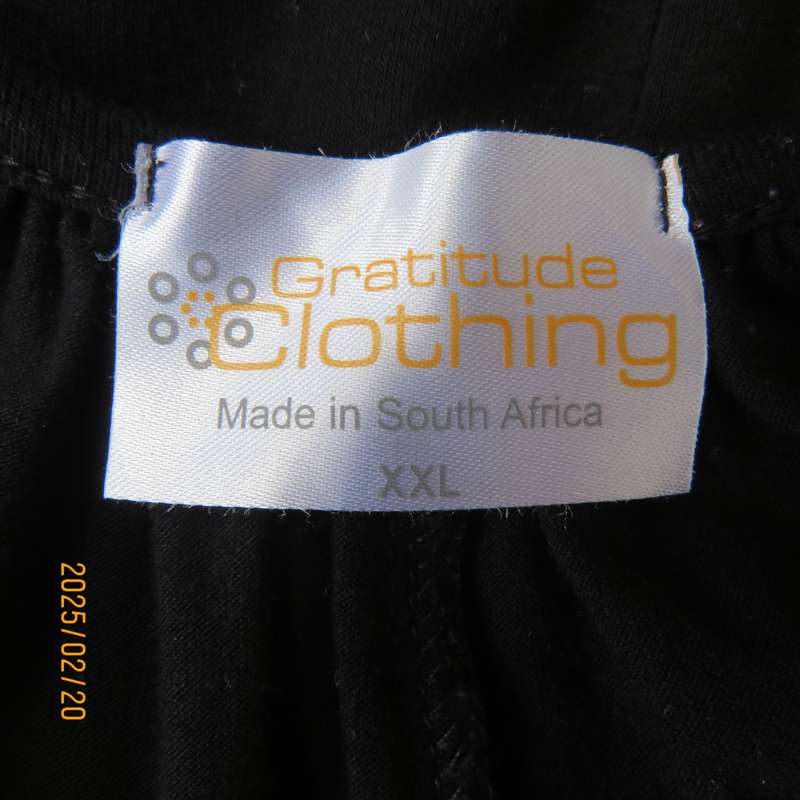 Gratitude
Clothing
Made in South Africa
XXL
2025/02/20